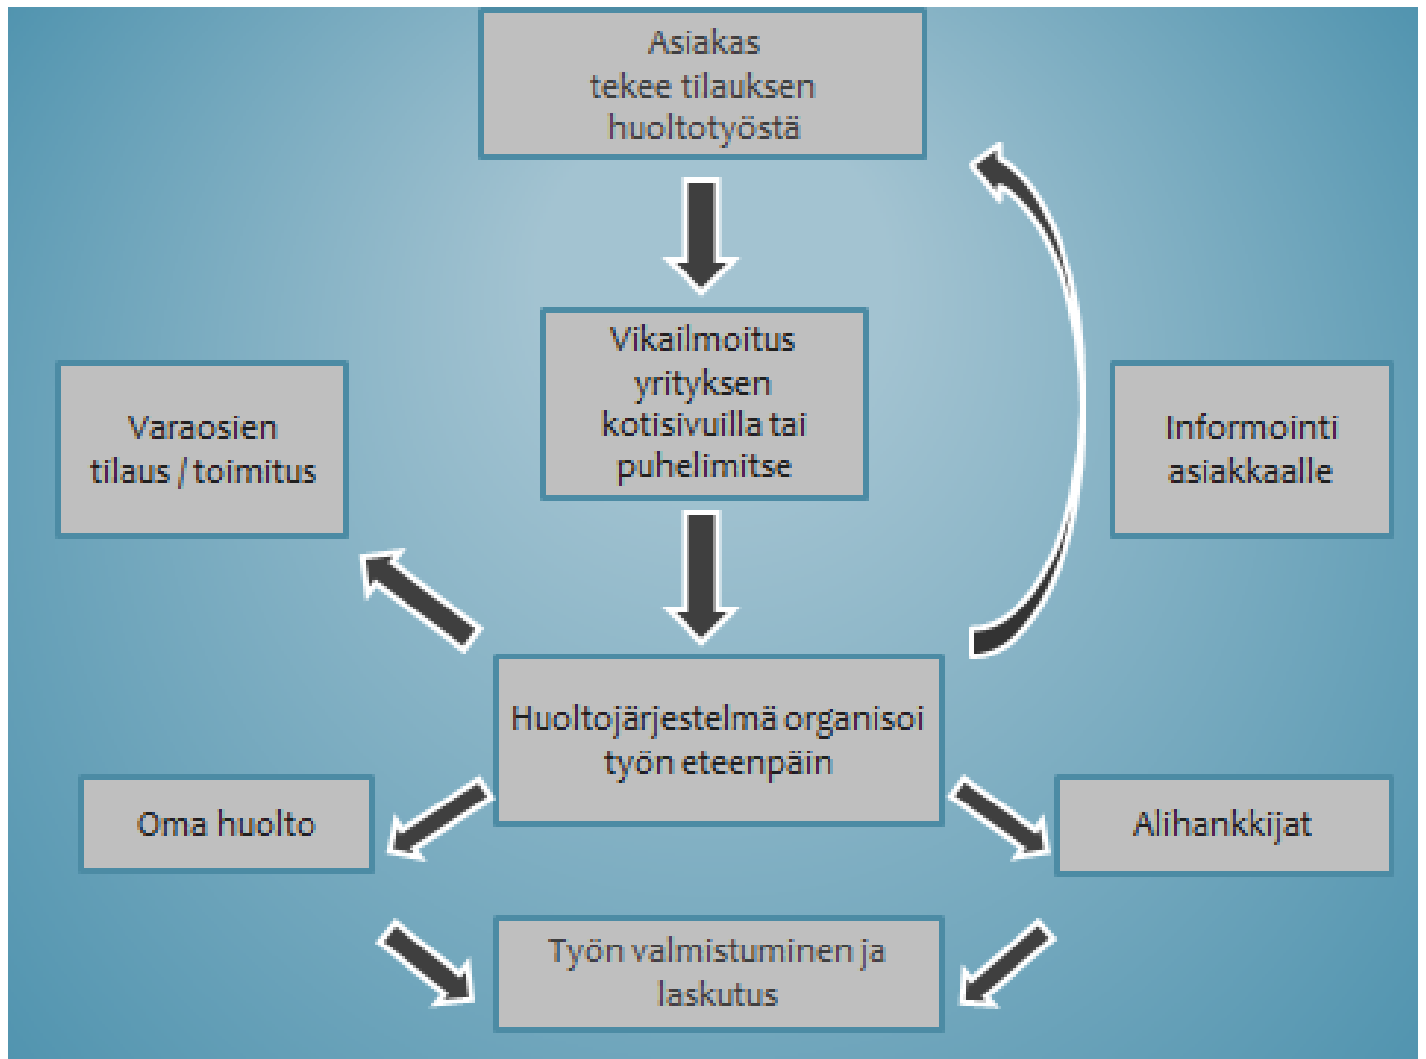 Asiakas
tekee tilauksen
huoltotyöstä
Vikailmoitus
yrityksen
kotisivuilla tai
puhelimitse
Varaosien
tilaus / toimitus
Informointi
asiakkaalle
Huoltojärjestelmä organisoi
työn eteenpäin
Oma huolto
Alihankkijat
Työn valmistuminen ja
laskutus